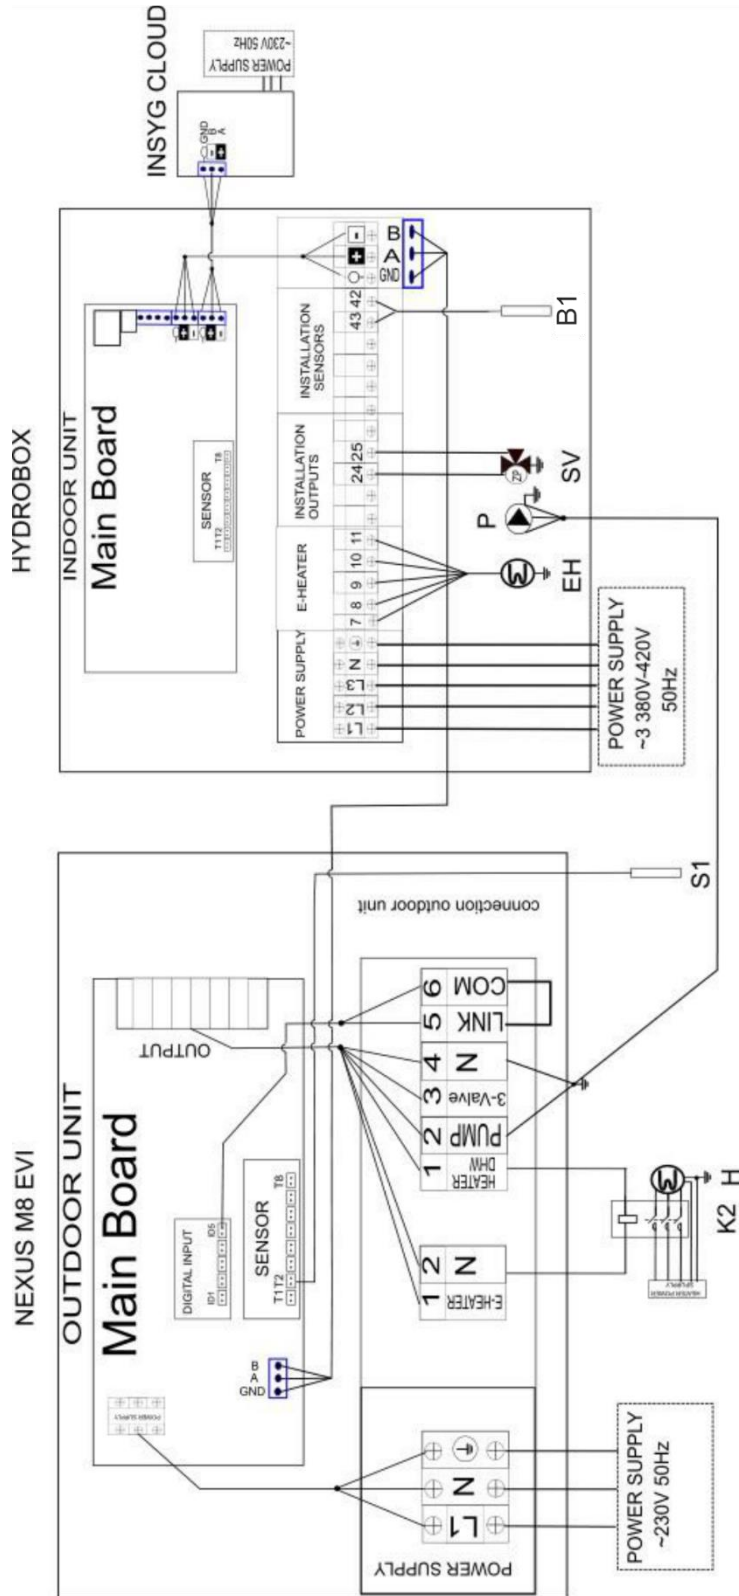 INSYG CLOUD
POWER SUPPLY
~230V 50Hz
GND
B
A
-
+
HYDROBOX
INDOOR UNIT
Main Board
SENSOR
T1T2 T8
+
-
+
-
POWER SUPPLY
E-HEATER
INSTALLATION
OUTPUTS
INSTALLATION
SENSORS
L1 L2 L3 N
7 8 9 10 11
24 25
43 42
+ -
GND A B
EH
P
ZP
SV
B1
POWER SUPPLY
~3 380V-420V
50Hz
NEXUS M8 EVI
OUTDOOR UNIT
Main Board
OUTPUT
DIGITAL INPUT
ID1 ID5
SENSOR
T1T2 T8
B
A
GND
POWER SUPPLY
connection outdoor unit
1 2
E-HEATER N
1 2 3 4 5 6
HEATER
DHW
PUMP 3-Valve N LINK COM
POWER SUPPLY
L1 N
POWER SUPPLY
~230V 50Hz
HEATER POWER
SPUPPLY
K2 H
S1